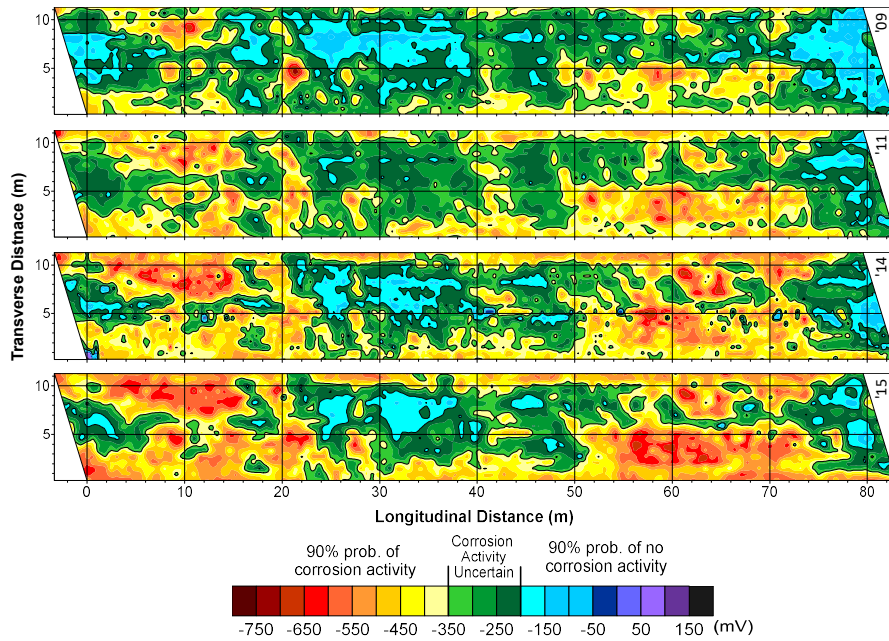 10
5
'09
10
5
'11
10
5
'14
10
5
'15
Transverse Distnace (m)
0 10 20 30 40 50 60 70 80
Longitudinal Distance (m)
90% prob. of
corrosion activity
Corrosion
Activity
Uncertain
90% prob. of no
corrosion activity
-750 -650 -550 -450 -350 -250 -150 -50 50 150 (mV)